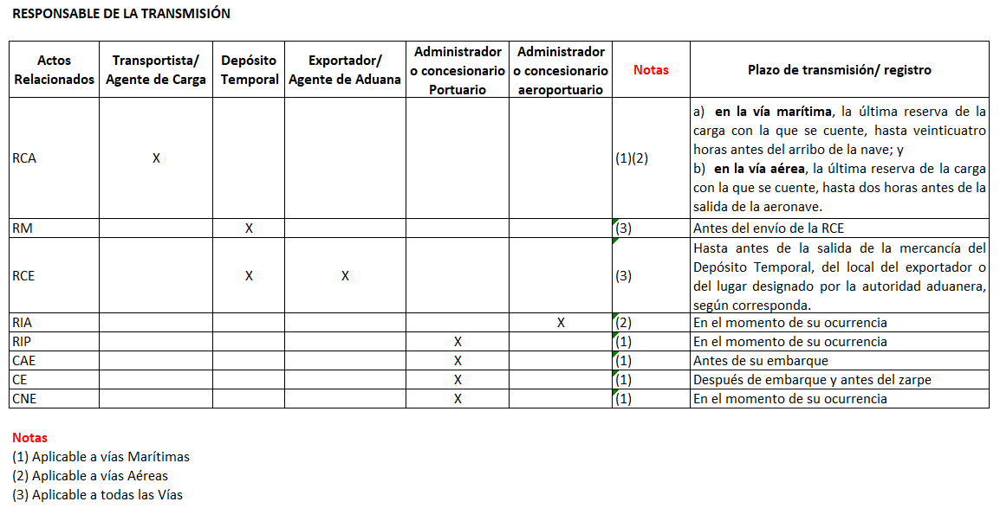 RESPONSABLE DE LA TRANSMISIÓN
Actos Relacionados | Transportista/ Agente de Carga | Depósito Temporal | Exportador/ Agente de Aduana | Administrador o concesionario Portuario | Administrador o concesionario aeroportuario | Notas | Plazo de transmisión/ registro
RCA | X | | | | | (1)(2) | a) en la vía marítima, la última reserva de la
carga con la que se cuente, hasta veinticuatro
horas antes del arribo de la nave; y
b) en la vía aérea, la última reserva de la carga
con la que se cuente, hasta dos horas antes de la
salida de la aeronave.
RM | | X | | | | (3) | Antes del envío de la RCE
RCE | | X | X | | | (3) | Hasta antes de la salida de la mercancía del
Depósito Temporal, del local del exportador o
del lugar designado por la autoridad aduanera,
según corresponda.
RIA | | | | | X | (2) | En el momento de su ocurrencia
RIP | | | | X | | (1) | En el momento de su ocurrencia
CAE | | | | X | | (1) | Antes de su embarque
CE | | | | X | | (1) | Después de embarque y antes del zarpe
CNE | | | | X | | (1) | En el momento de su ocurrencia
Notas
(1) Aplicable a vías Marítimas
(2) Aplicable a vías Aéreas
(3) Aplicable a todas las Vías